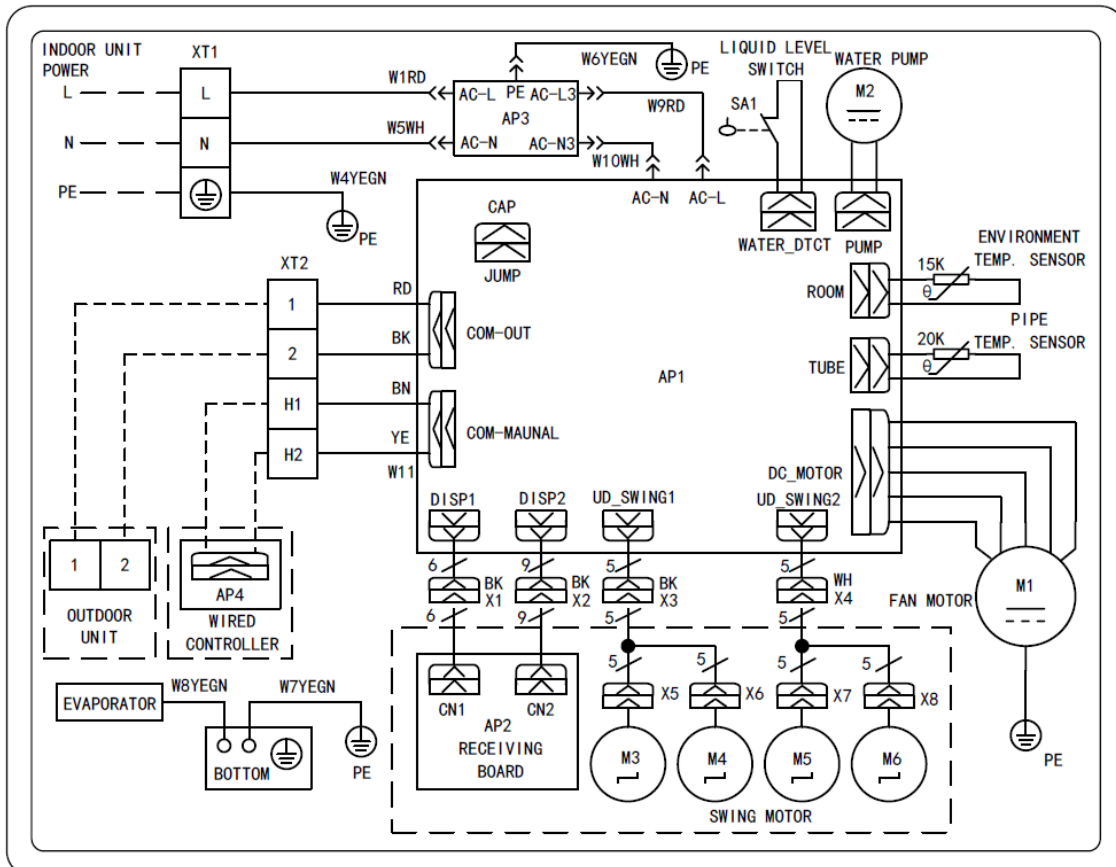 INDOOR UNIT
POWER
XT1
L
L
N
N
PE
W1RD
W5WH
W4YEGN
PE
W6YEGN
PE
AC-L
PE
AC-L3
AP3
AC-N
AC-N3
W9RD
W10WH
LIQUID LEVEL
SWITCH
SA1
WATER PUMP
M2
AC-N
AC-L
WATER_DTCT
PUMP
CAP
JUMP
ENVIRONMENT
TEMP. SENSOR
15K
θ
ROOM
PIPE
TEMP. SENSOR
20K
θ
TUBE
XT2
1
2
H1
H2
RD
BK
BN
YE
W11
COM-OUT
COM-MAUNAL
AP1
DC_MOTOR
DISP1
DISP2
UD_SWING1
UD_SWING2
6
9
5
5
BK
X1
BK
X2
BK
X3
WH
X4
6
9
5
5
FAN MOTOR
M1
PE
1
2
OUTDOOR
UNIT
AP4
WIRED
CONTROLLER
EVAPORATOR
W8YEGN
W7YEGN
BOTTOM
PE
CN1
CN2
AP2
RECEIVING
BOARD
5
5
5
5
X5
X6
X7
X8
M3
M4
M5
M6
SWING MOTOR